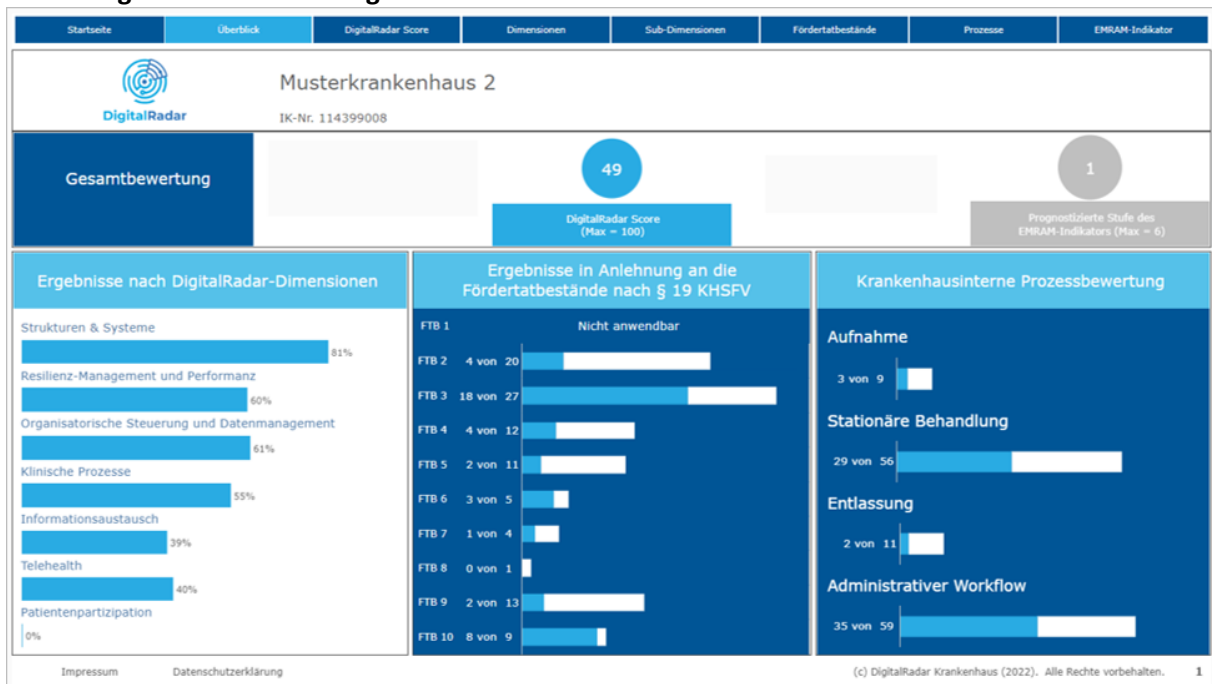 Startseite Überblick DigitalRadar Score Dimensionen Sub-Dimensionen Fördertatbestände Prozesse EMRAM-Indikator
DigitalRadar
Musterkrankenhaus 2
IK-Nr. 114399008
Gesamtbewertung
49
DigitalRadar Score
(Max = 100)
1
Prognostizierte Stufe des
EMRAM-Indikators (Max = 6)
Ergebnisse nach DigitalRadar-Dimensionen
Strukturen & Systeme
81%
Resilienz-Management und Performanz
60%
Organisatorische Steuerung und Datenmanagement
61%
Klinische Prozesse
55%
Informationsaustausch
39%
Telehealth
40%
Patientenpartizipation
0%
Ergebnisse in Anlehnung an die
Fördertatbestände nach § 19 KHSFV
FTB 1 Nicht anwendbar
FTB 2 4 von 20
FTB 3 18 von 27
FTB 4 4 von 12
FTB 5 2 von 11
FTB 6 3 von 5
FTB 7 1 von 4
FTB 8 0 von 1
FTB 9 2 von 13
FTB 10 8 von 9
Krankenhausinterne Prozessbewertung
Aufnahme
3 von 9
Stationäre Behandlung
29 von 56
Entlassung
2 von 11
Administrativer Workflow
35 von 59
Impressum Datenschutzerklärung (c) DigitalRadar Krankenhaus (2022). Alle Rechte vorbehalten. 1